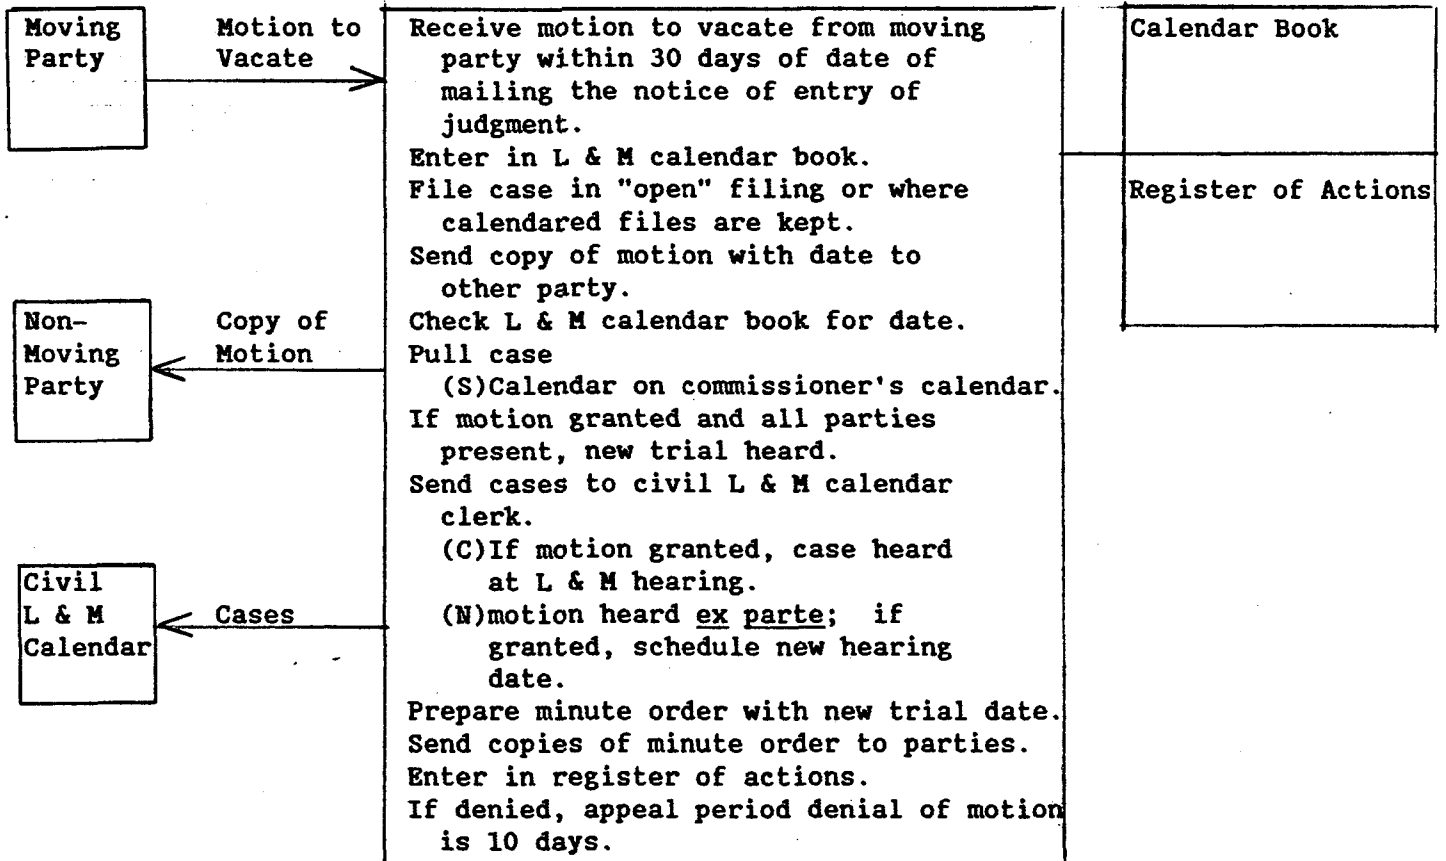 Moving
Party
Motion to
Vacate
Receive motion to vacate from moving
party within 30 days of date of
mailing the notice of entry of
judgment.
Enter in L & M calendar book.
File case in "open" filing or where
calendared files are kept.
Send copy of motion with date to
other party.
Non-
Moving
Party
Copy of
Motion
Check L & M calendar book for date.
Pull case
(S)Calendar on commissioner's calendar.
If motion granted and all parties
present, new trial heard.
Send cases to civil L & M calendar
clerk.
(C)If motion granted, case heard
at L & M hearing.
Civil
L & M
Calendar
Cases
(N)motion heard ex parte; if
granted, schedule new hearing
date.
Prepare minute order with new trial date.
Send copies of minute order to parties.
Enter in register of actions.
If denied, appeal period denial of motion
is 10 days.
Calendar Book
Register of Actions